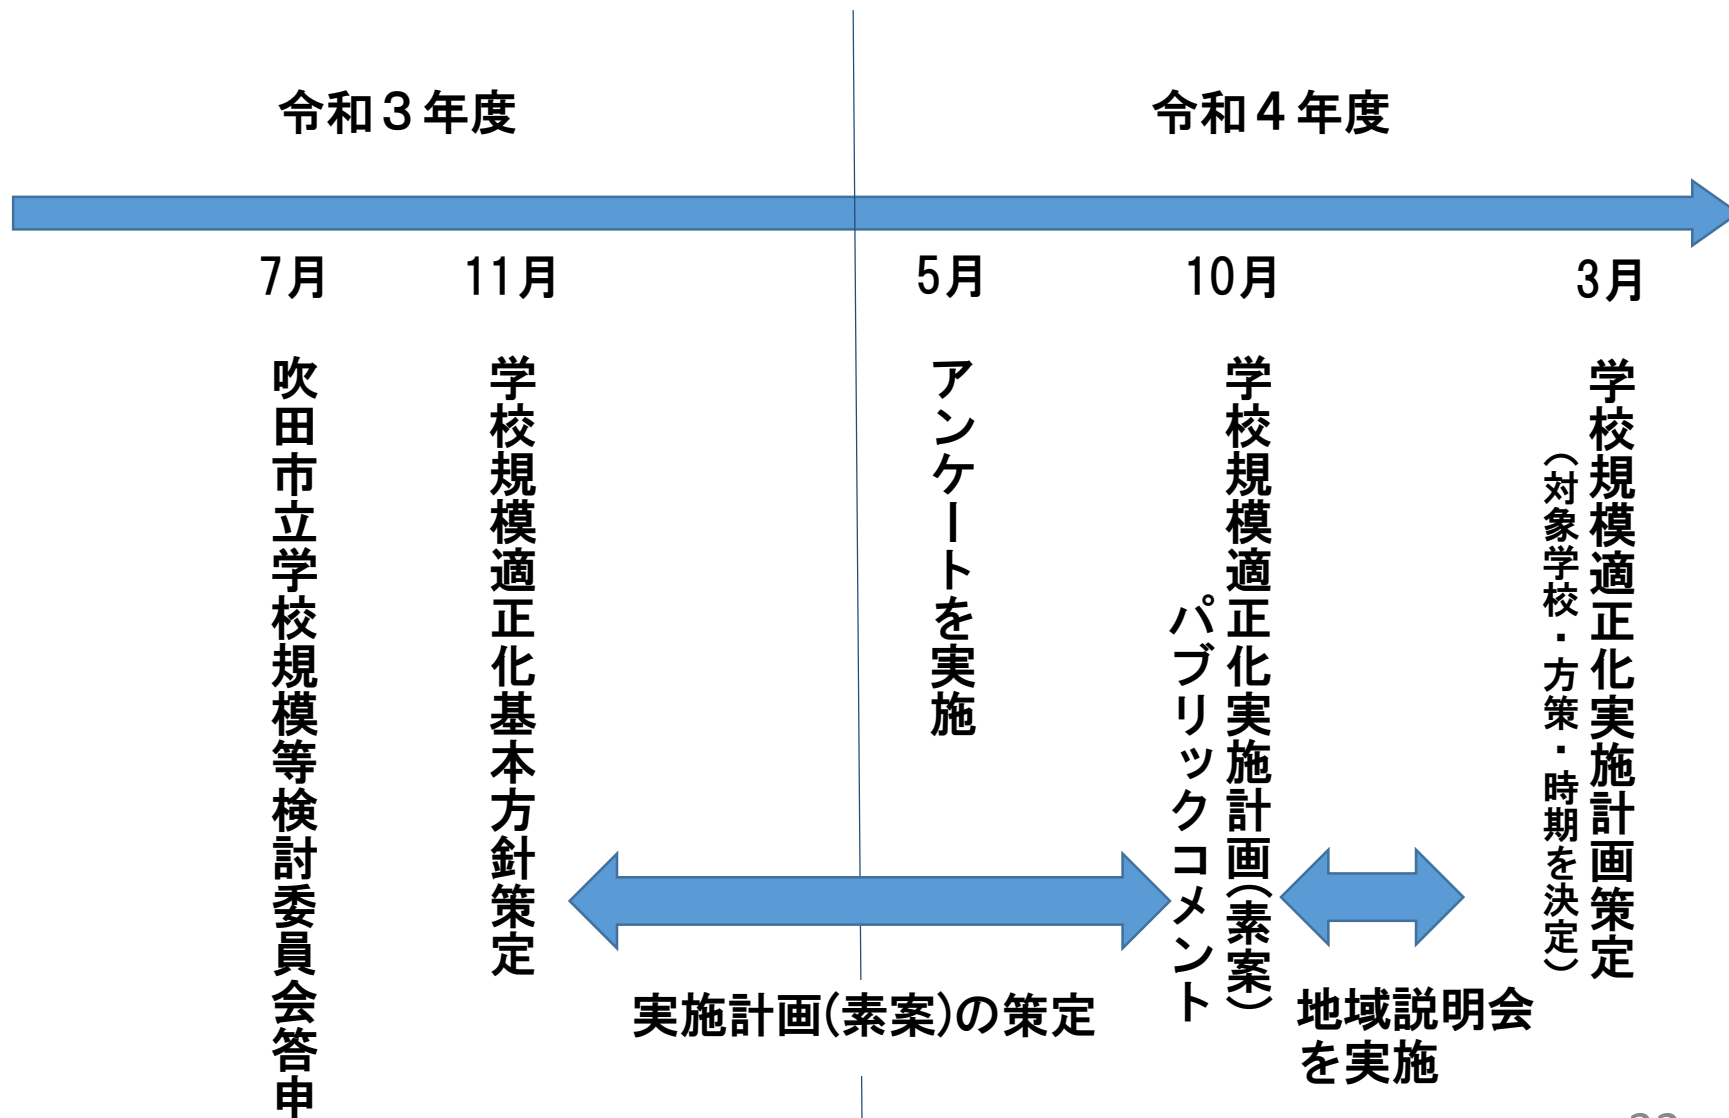 令和３年度
令和４年度
7月
11月
5月
10月
3月
吹田市立学校規模等検討委員会答申
学校規模適正化基本方針策定
アンケートを実施
学校規模適正化実施計画(素案)
パブリックコメント
学校規模適正化実施計画策定
(対象学校・方策・時期を決定)
実施計画(素案)の策定
地域説明会
を実施